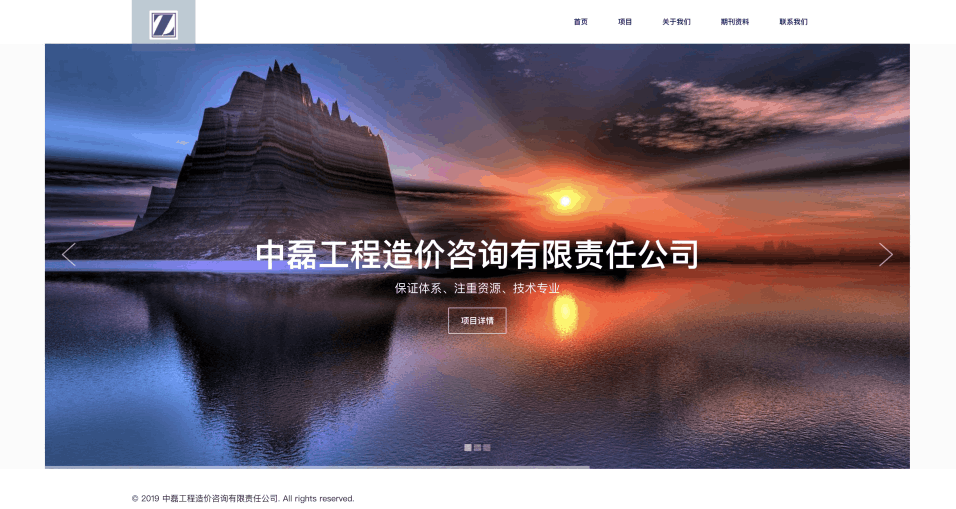 首页 项目 关于我们 期刊资料 联系我们
中磊工程造价咨询有限责任公司
保证体系、注重资源、技术专业
项目详情
© 2019 中磊工程造价咨询有限责任公司. All rights reserved.